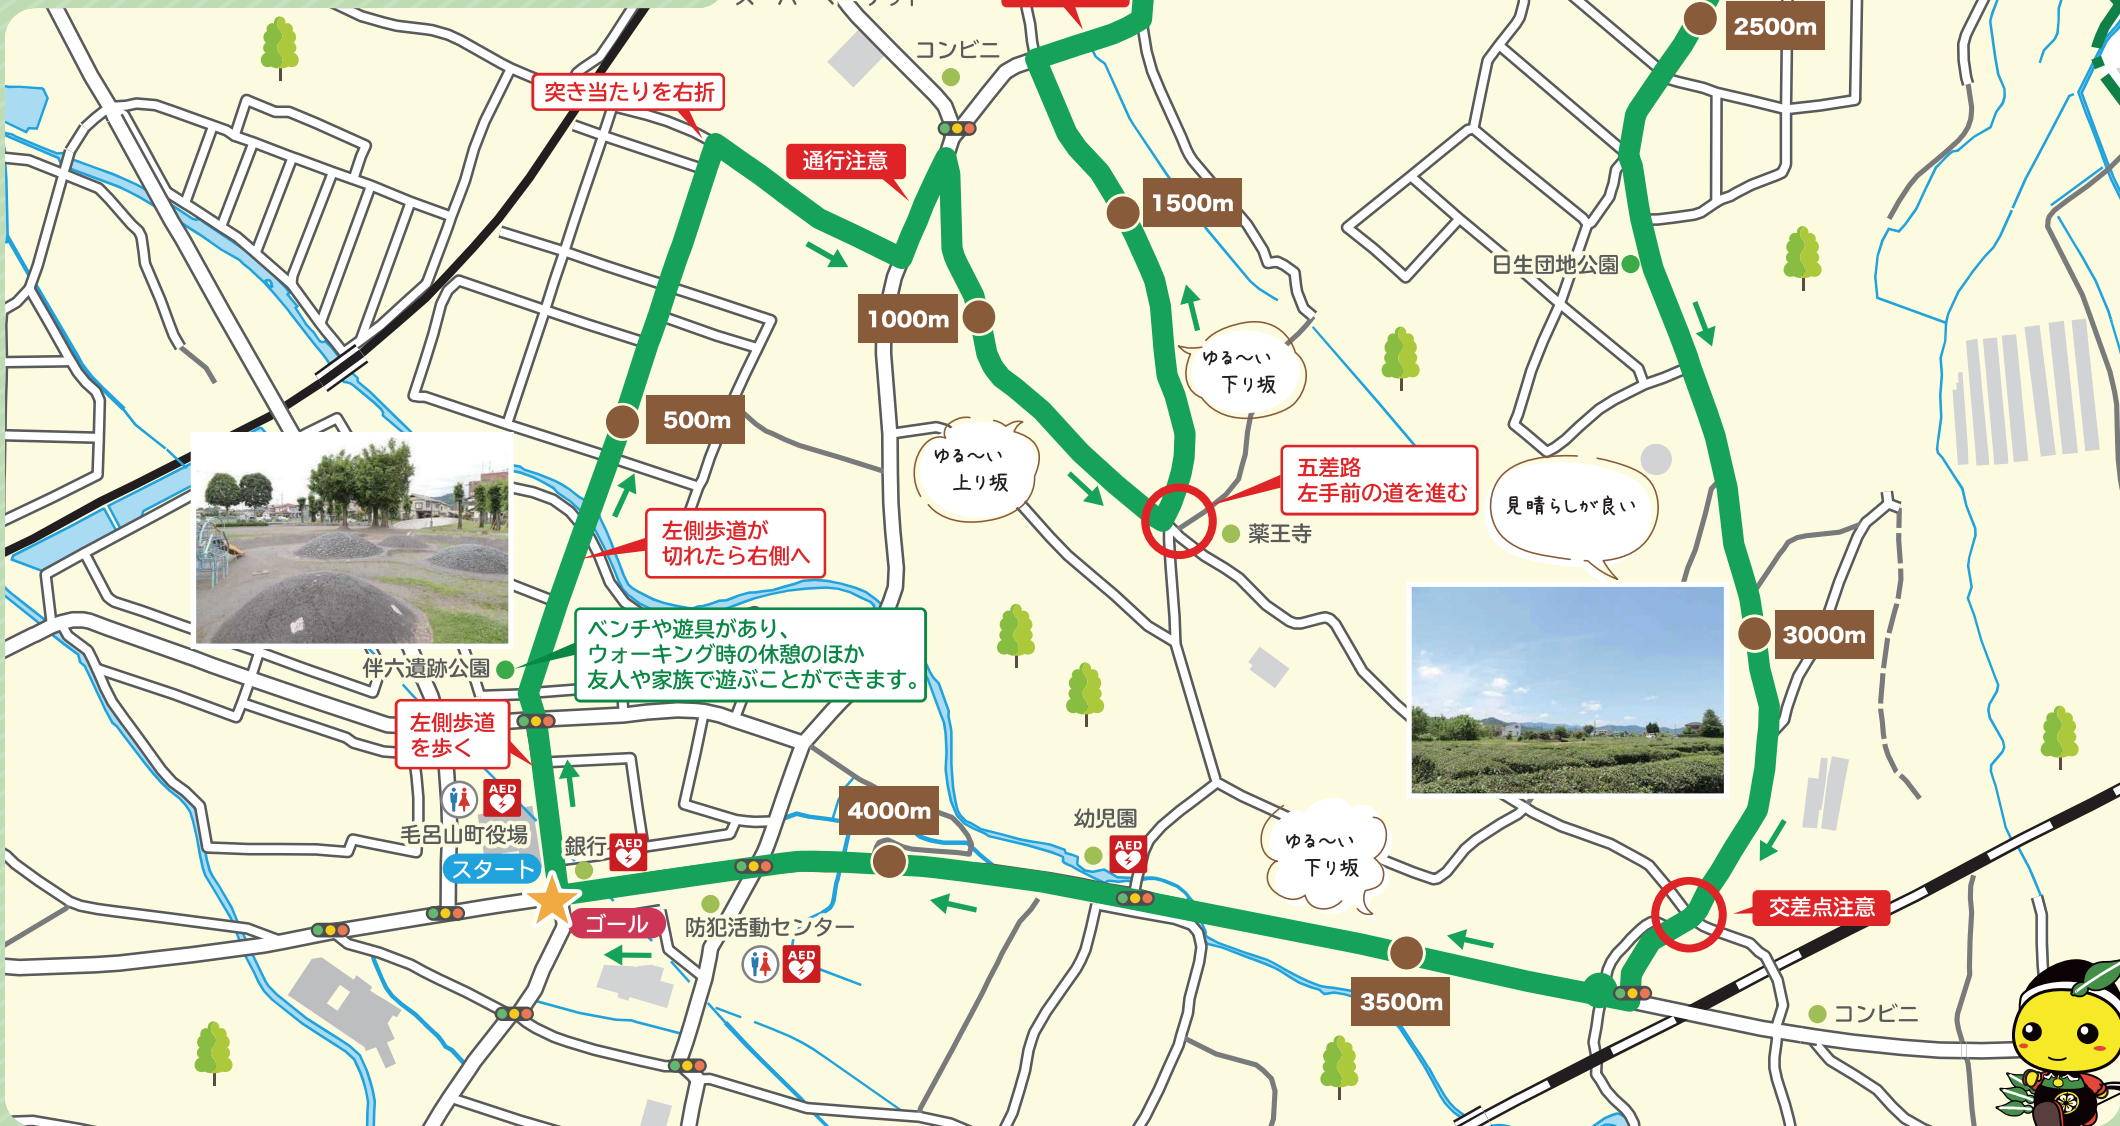 コンビニ
2500m
突き当たりを右折
通行注意
1500m
日生団地公園
1000m
ゆる〜い
下り坂
500m
ゆる〜い
上り坂
五差路
左手前の道を進む
見晴らしが良い
左側歩道が
切れたら右側へ
薬王寺
ベンチや遊具があり、
ウォーキング時の休憩のほか
友人や家族で遊ぶことができます。
伴六遺跡公園
3000m
左側歩道
を歩く
AED
毛呂山町役場
スタート
銀行
AED
4000m
幼児園
AED
ゆる〜い
下り坂
ゴール
防犯活動センター
AED
交差点注意
3500m
コンビニ